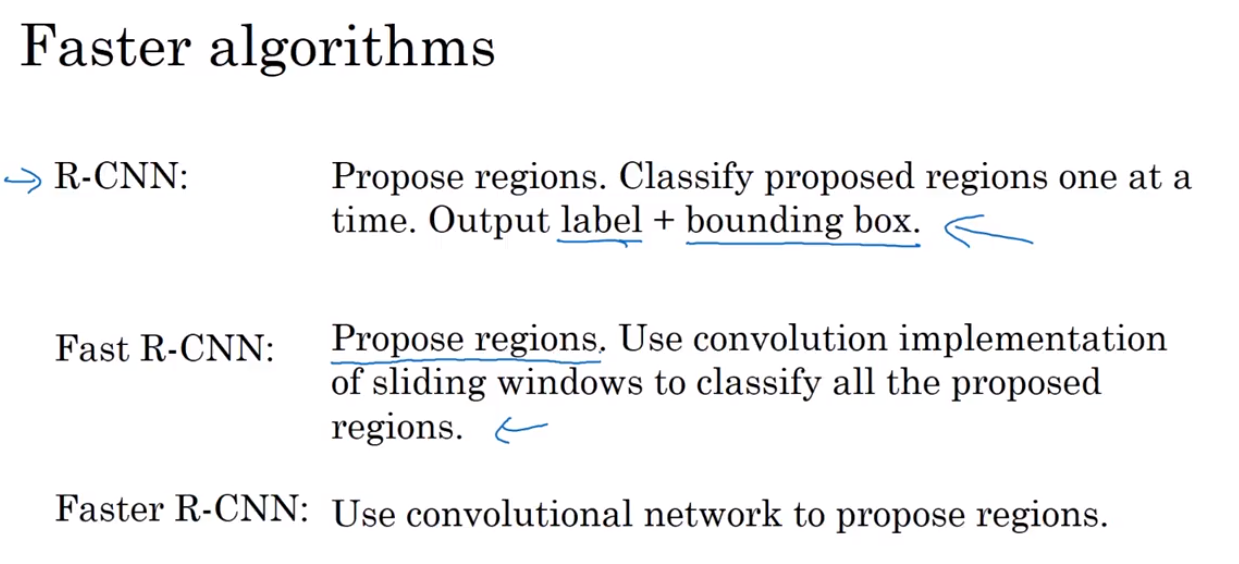 Faster algorithms
R-CNN: Propose regions. Classify proposed regions one at a
time. Output label + bounding box.
Fast R-CNN: Propose regions. Use convolution implementation
of sliding windows to classify all the proposed
regions.
Faster R-CNN: Use convolutional network to propose regions.